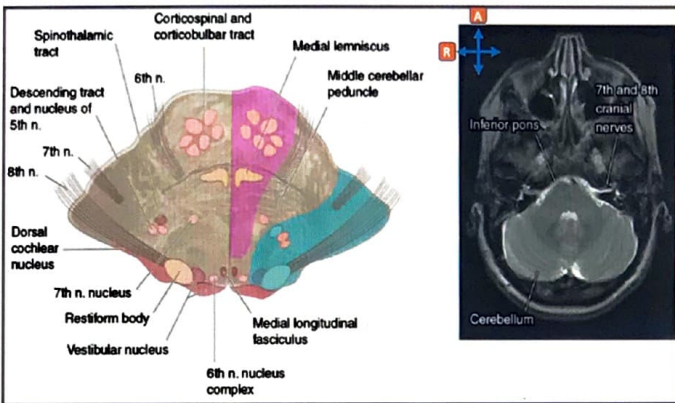 Corticospinal and
corticobulbar tract
Spinothalamic
tract
Medial lemniscus
6th n.
Middle cerebellar
peduncle
Descending tract
and nucleus of
5th n.
7th n.
8th n.
Dorsal
cochlear
nucleus
7th n. nucleus
Restiform body
Vestibular nucleus
6th n. nucleus
complex
Medial longitudinal
fasciculus
A
R
7th and 8th
cranial
nerves
Inferior pons
Cerebellum